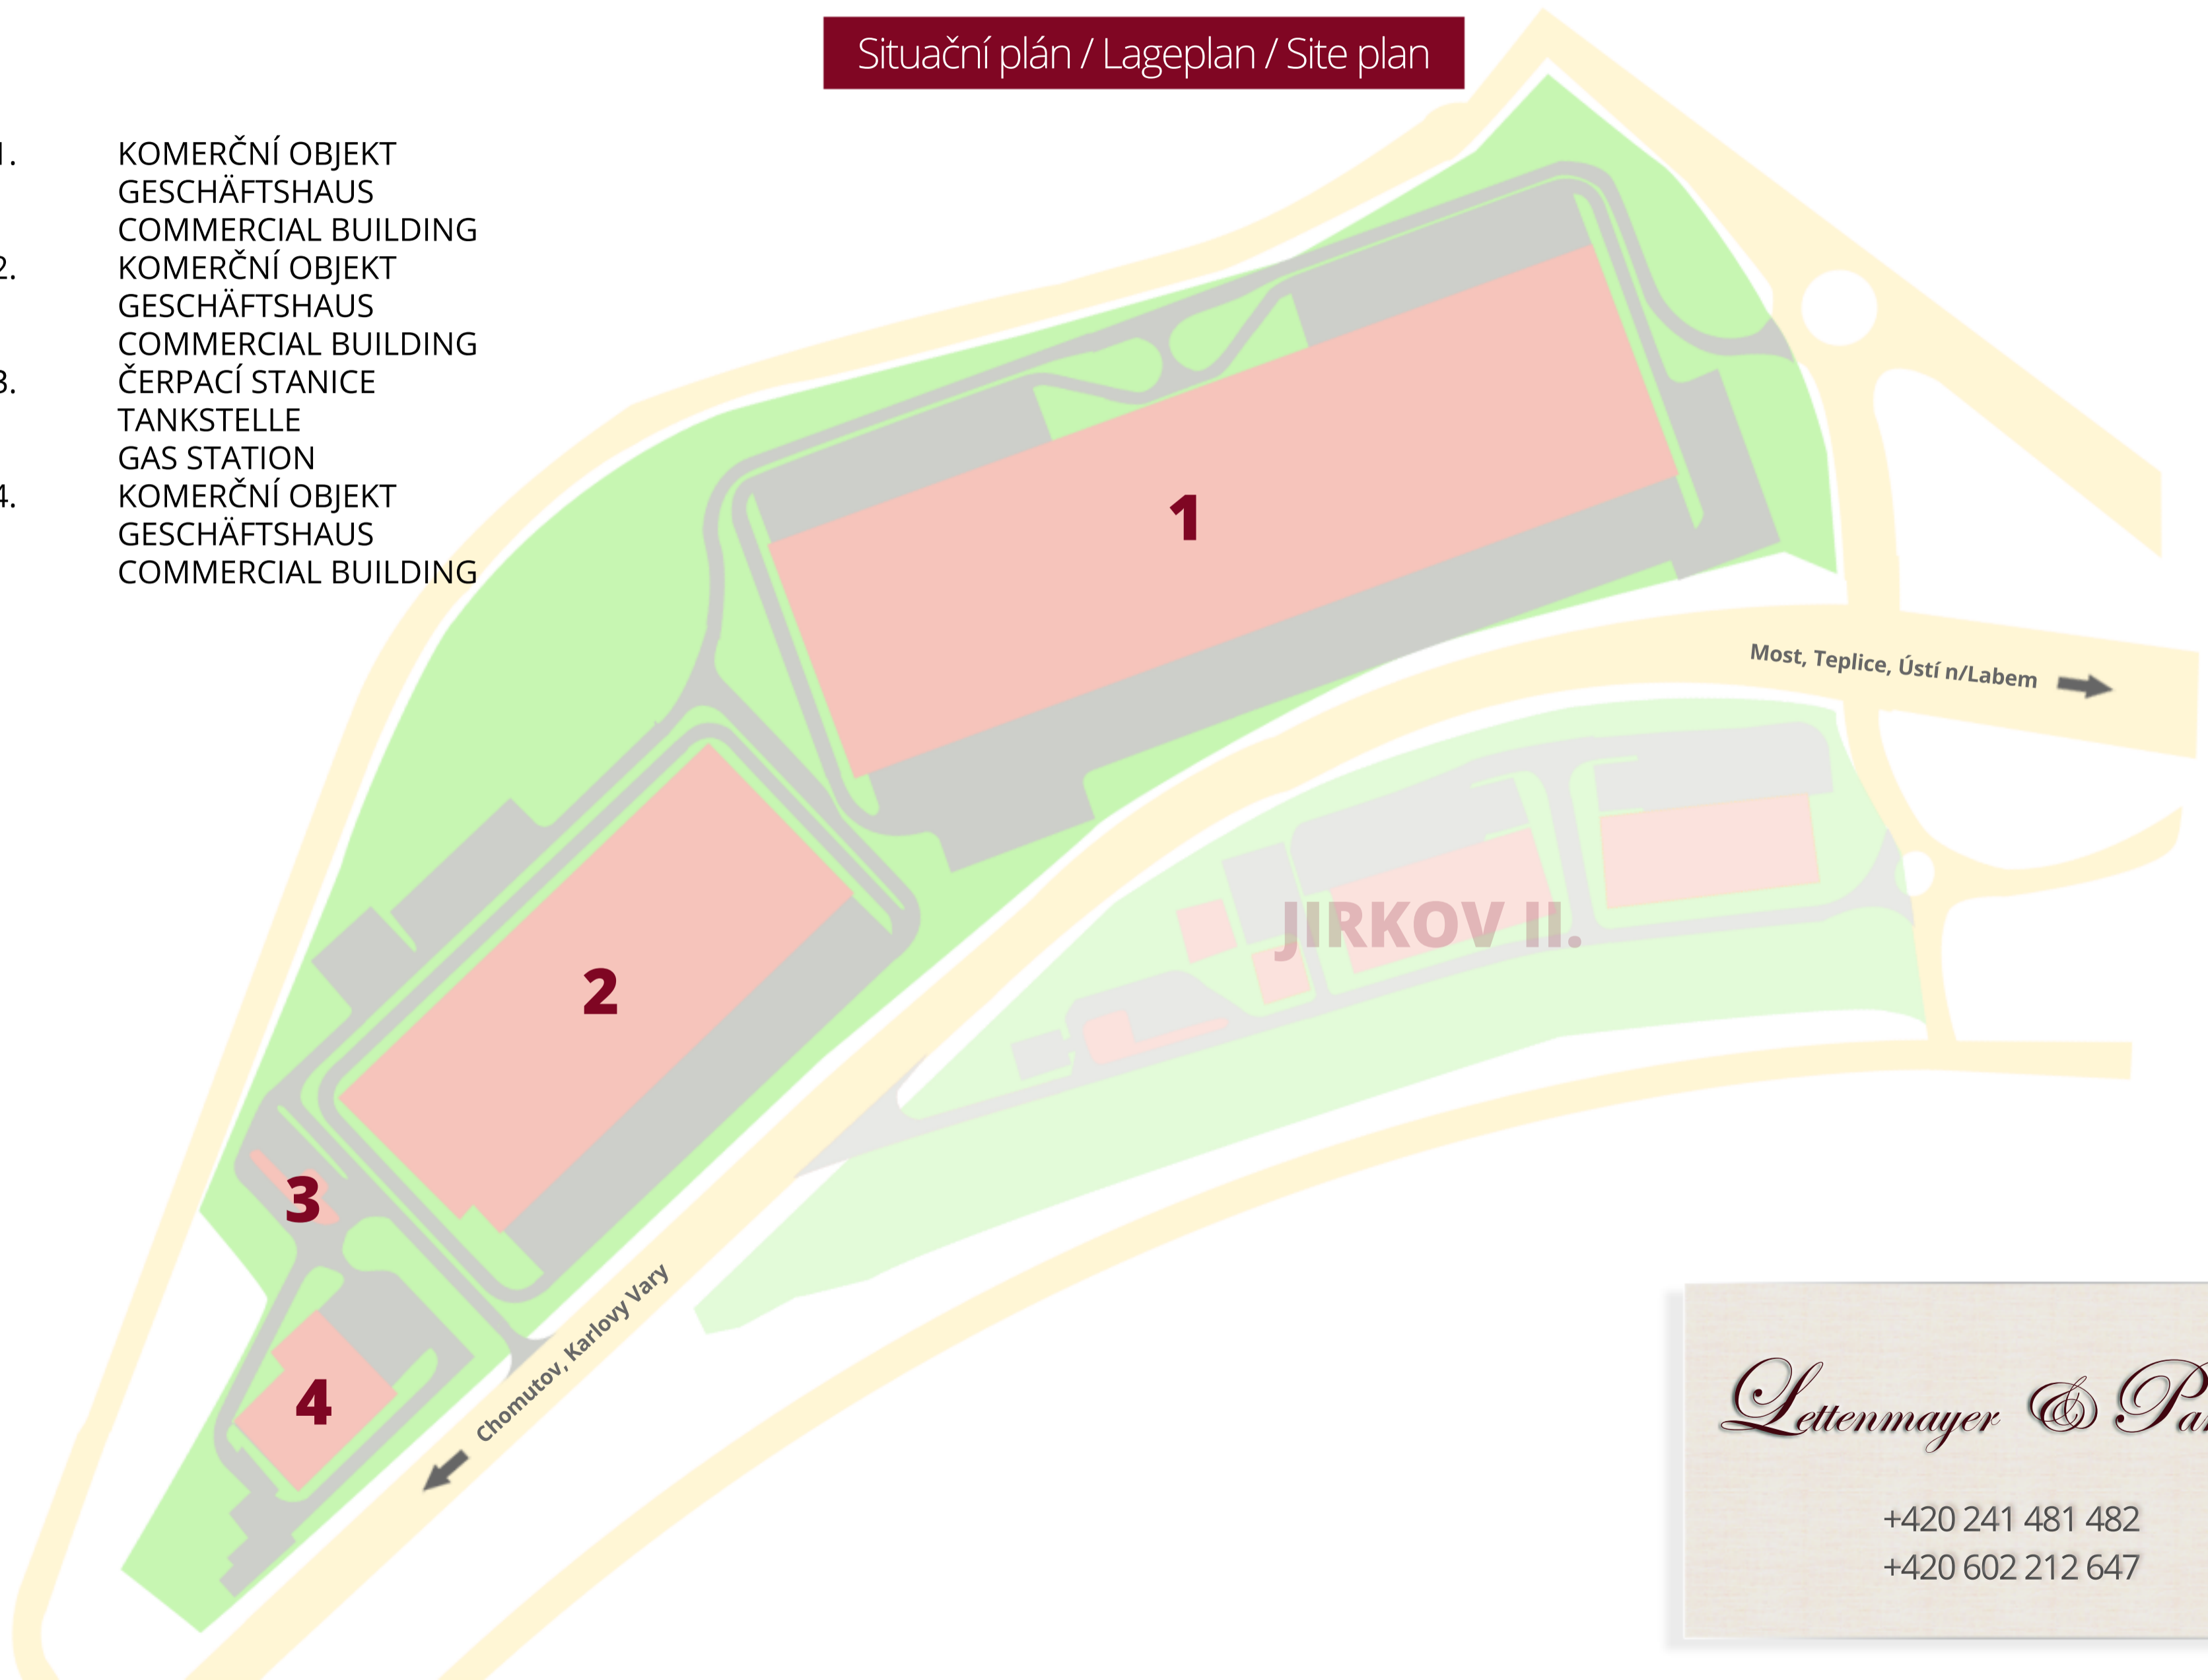 Situační plán / Lageplan / Site plan
1. KOMERČNÍ OBJEKT
GESCHÄFTSHAUS
COMMERCIAL BUILDING
2. KOMERČNÍ OBJEKT
GESCHÄFTSHAUS
COMMERCIAL BUILDING
3. ČERPACÍ STANICE
TANKSTELLE
GAS STATION
4. KOMERČNÍ OBJEKT
GESCHÄFTSHAUS
COMMERCIAL BUILDING
1
Most, Teplice, Ústí n/Labem
JIRKOV II.
2
3
Chomutov, Karlovy Vary
4
Lettenmayer &
+420 241 481 482
+420 602 212 647